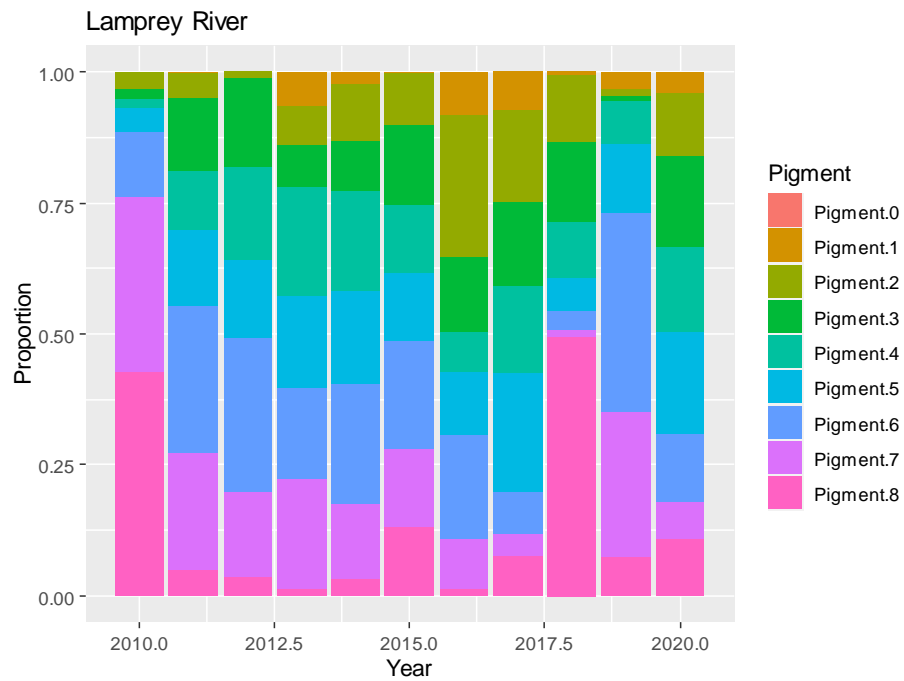 Lamprey River
1.00
0.75
0.50
0.25
0.00
Proportion
2010.0 2012.5 2015.0 2017.5 2020.0
Year
Pigment
Pigment.0
Pigment.1
Pigment.2
Pigment.3
Pigment.4
Pigment.5
Pigment.6
Pigment.7
Pigment.8